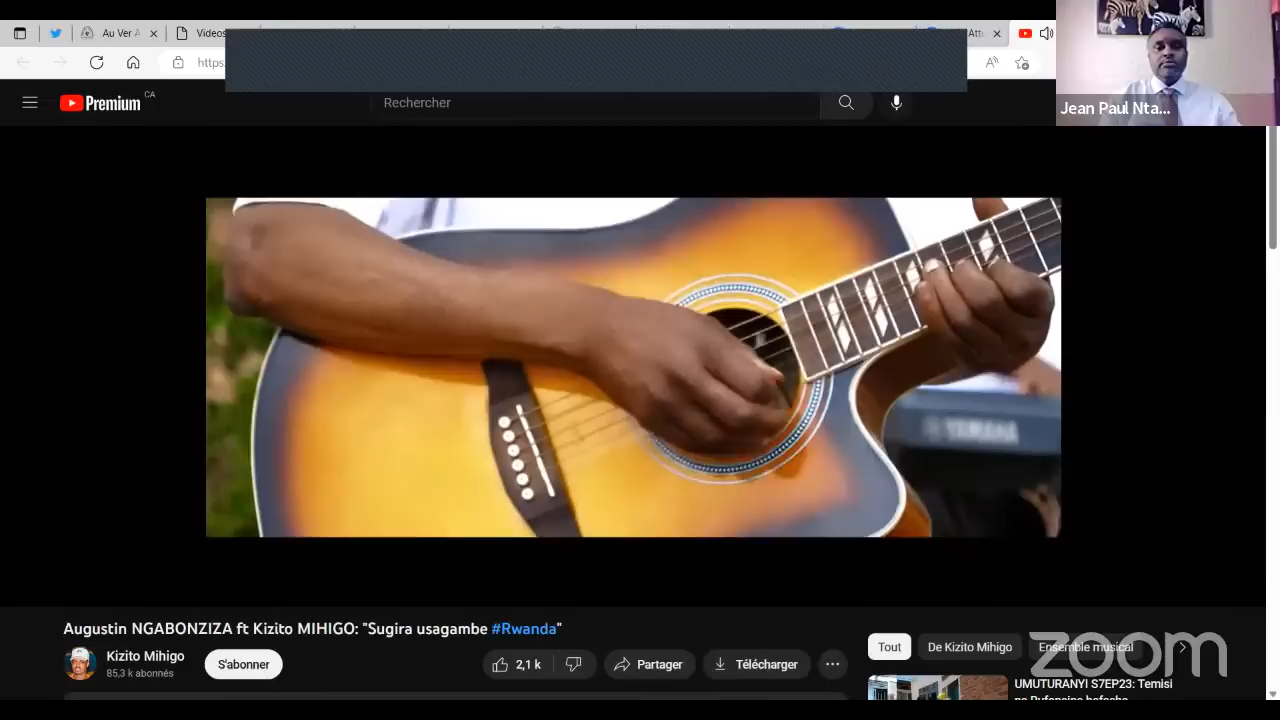 Au Ver A
Videos
Att
https
Premium
CA
Rechercher
Jean Paul Nta...
YAMAHA
Augustin NGABONZIZA ft Kizito MIHIGO: "Sugira usagambe #Rwanda"
Kizito Mihigo
85,3 k abonnés
S'abonner
2,1 k
Partager
Télécharger
Tout
De Kizito Mihigo
Ensemble musical
zoom
UMUTURANYI S7EP23: Temisi